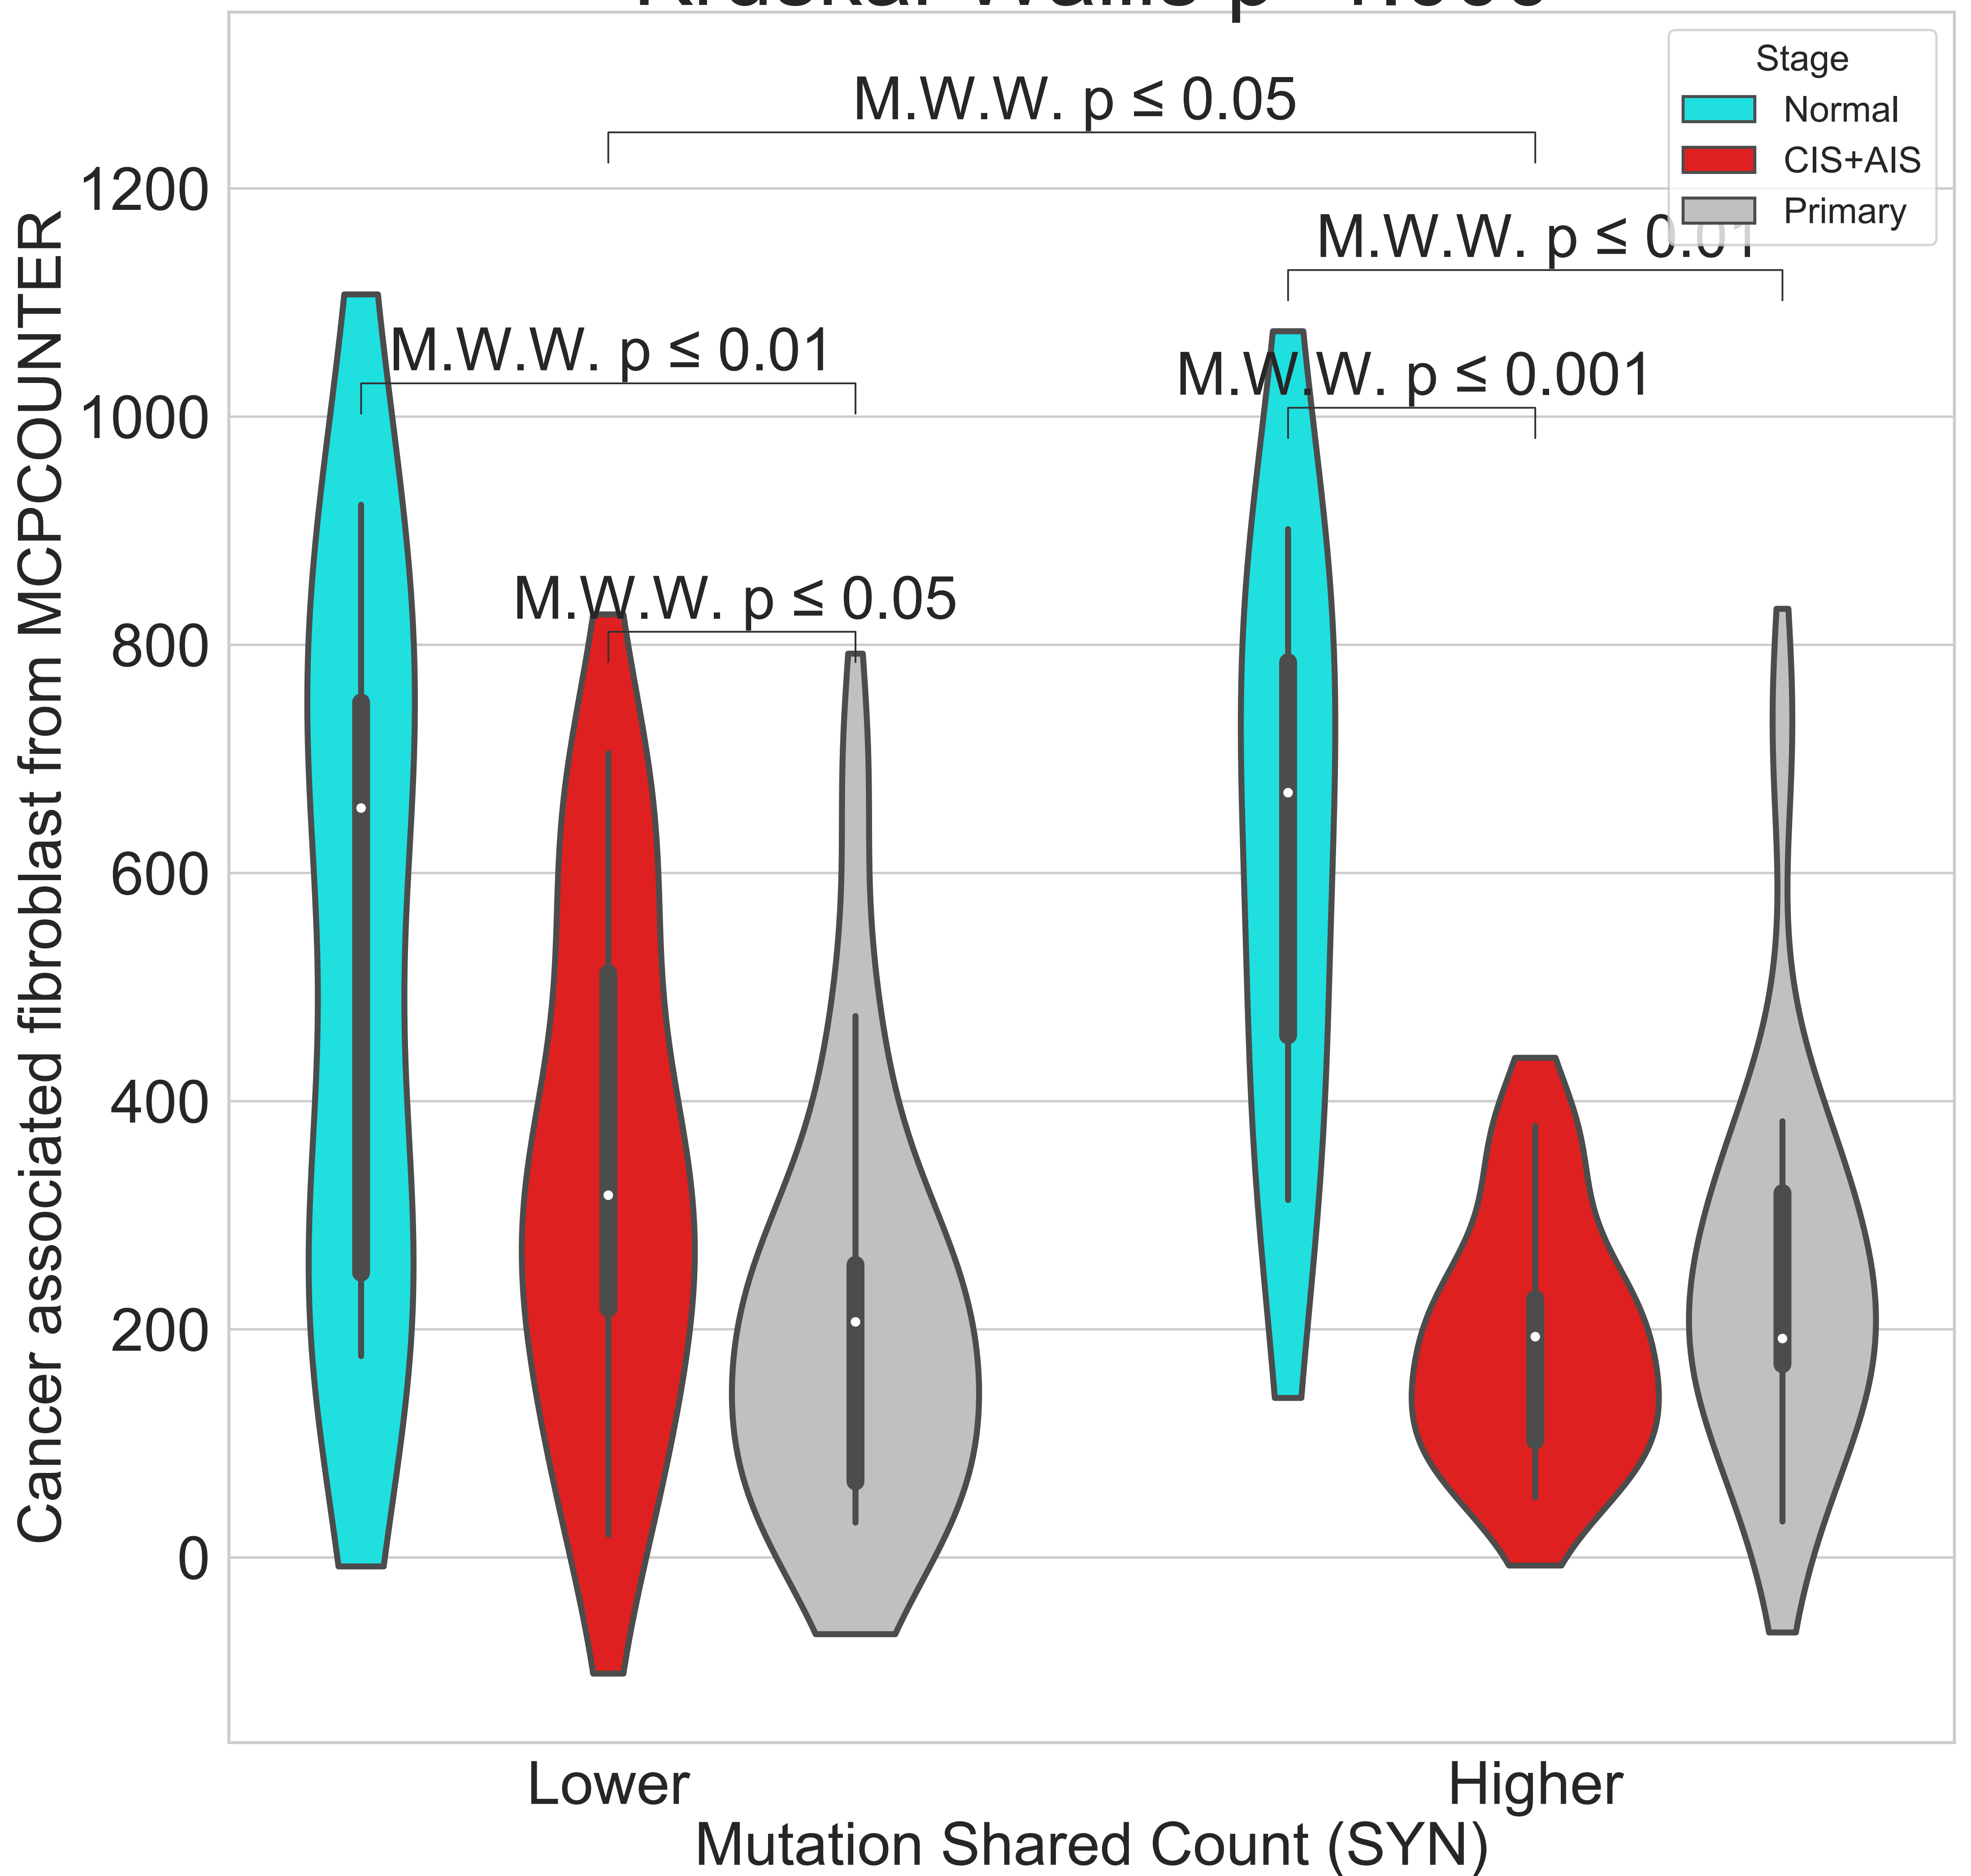 Stage
Normal
CIS+AIS
Primary
M.W.W. p ≤ 0.05
M.W.W. p ≤ 0.01
M.W.W. p ≤ 0.01
M.W.W. p ≤ 0.001
M.W.W. p ≤ 0.05
Cancer associated fibroblast from MCPCOUNTER
1200
1000
800
600
400
200
0
Lower
Higher
Mutation Shared Count (SYN)